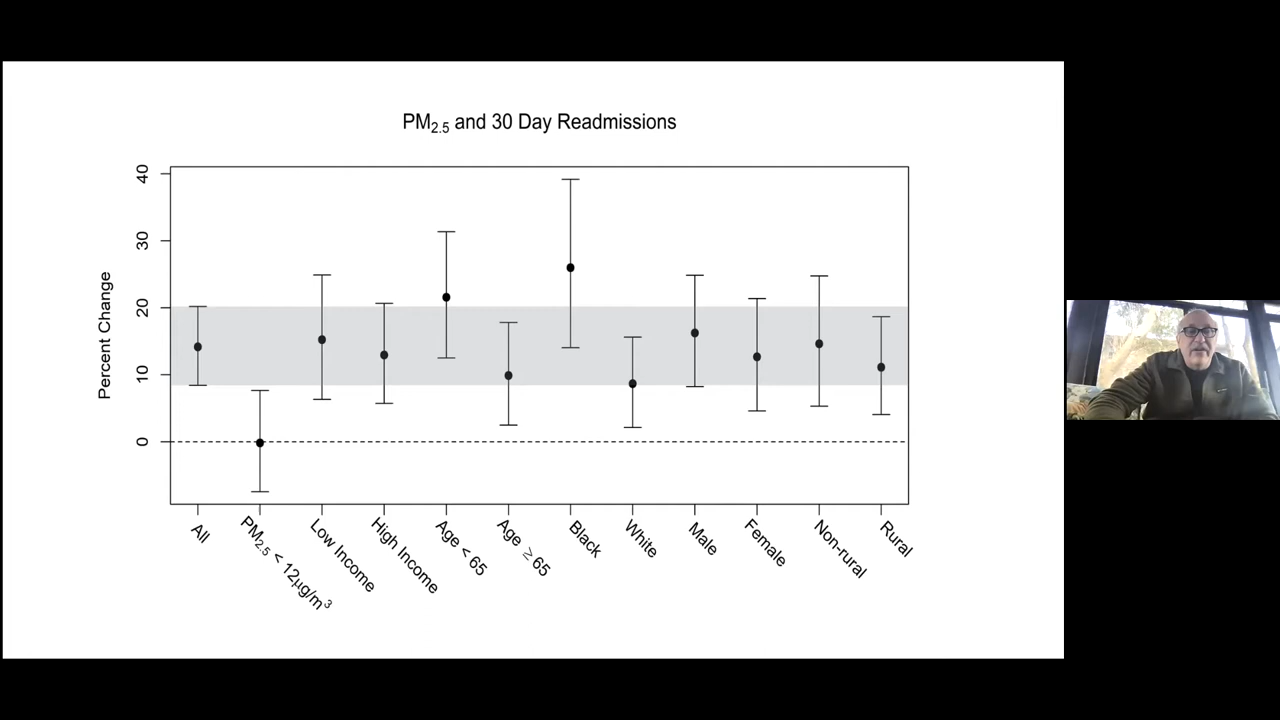 PM2.5 and 30 Day Readmissions
Percent Change
40
30
20
10
0
All
PM2.5 < 12μg/m3
Low Income
High Income
Age < 65
Age ≥ 65
Black
White
Male
Female
Non-rural
Rural